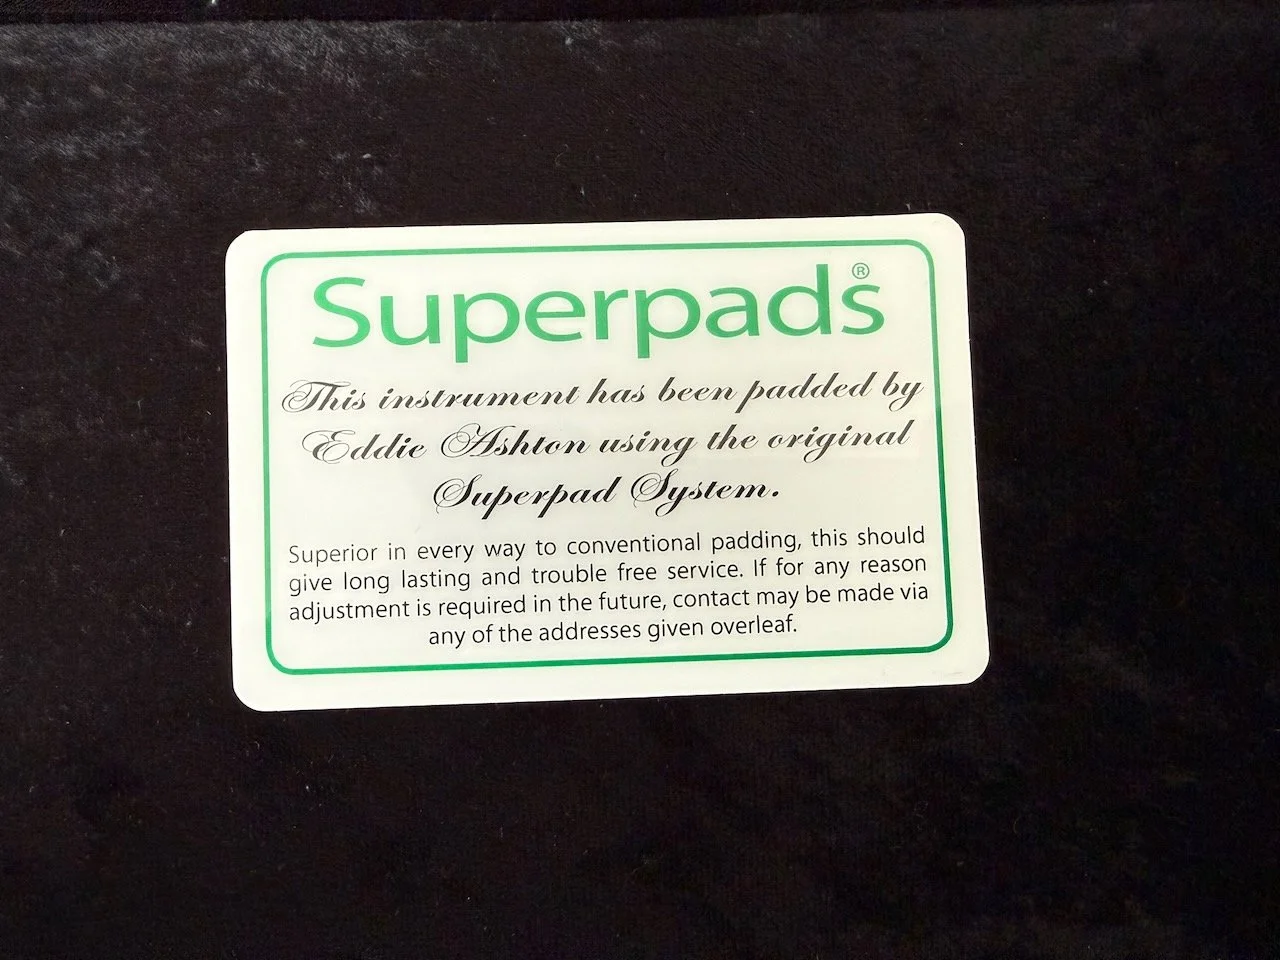 Superpads®
This instrument has been padded by
Eddie Ashton using the original
Superpad System.
Superior in every way to conventional padding, this should
give long lasting and trouble free service. If for any reason
adjustment is required in the future, contact may be made via
any of the addresses given overleaf.